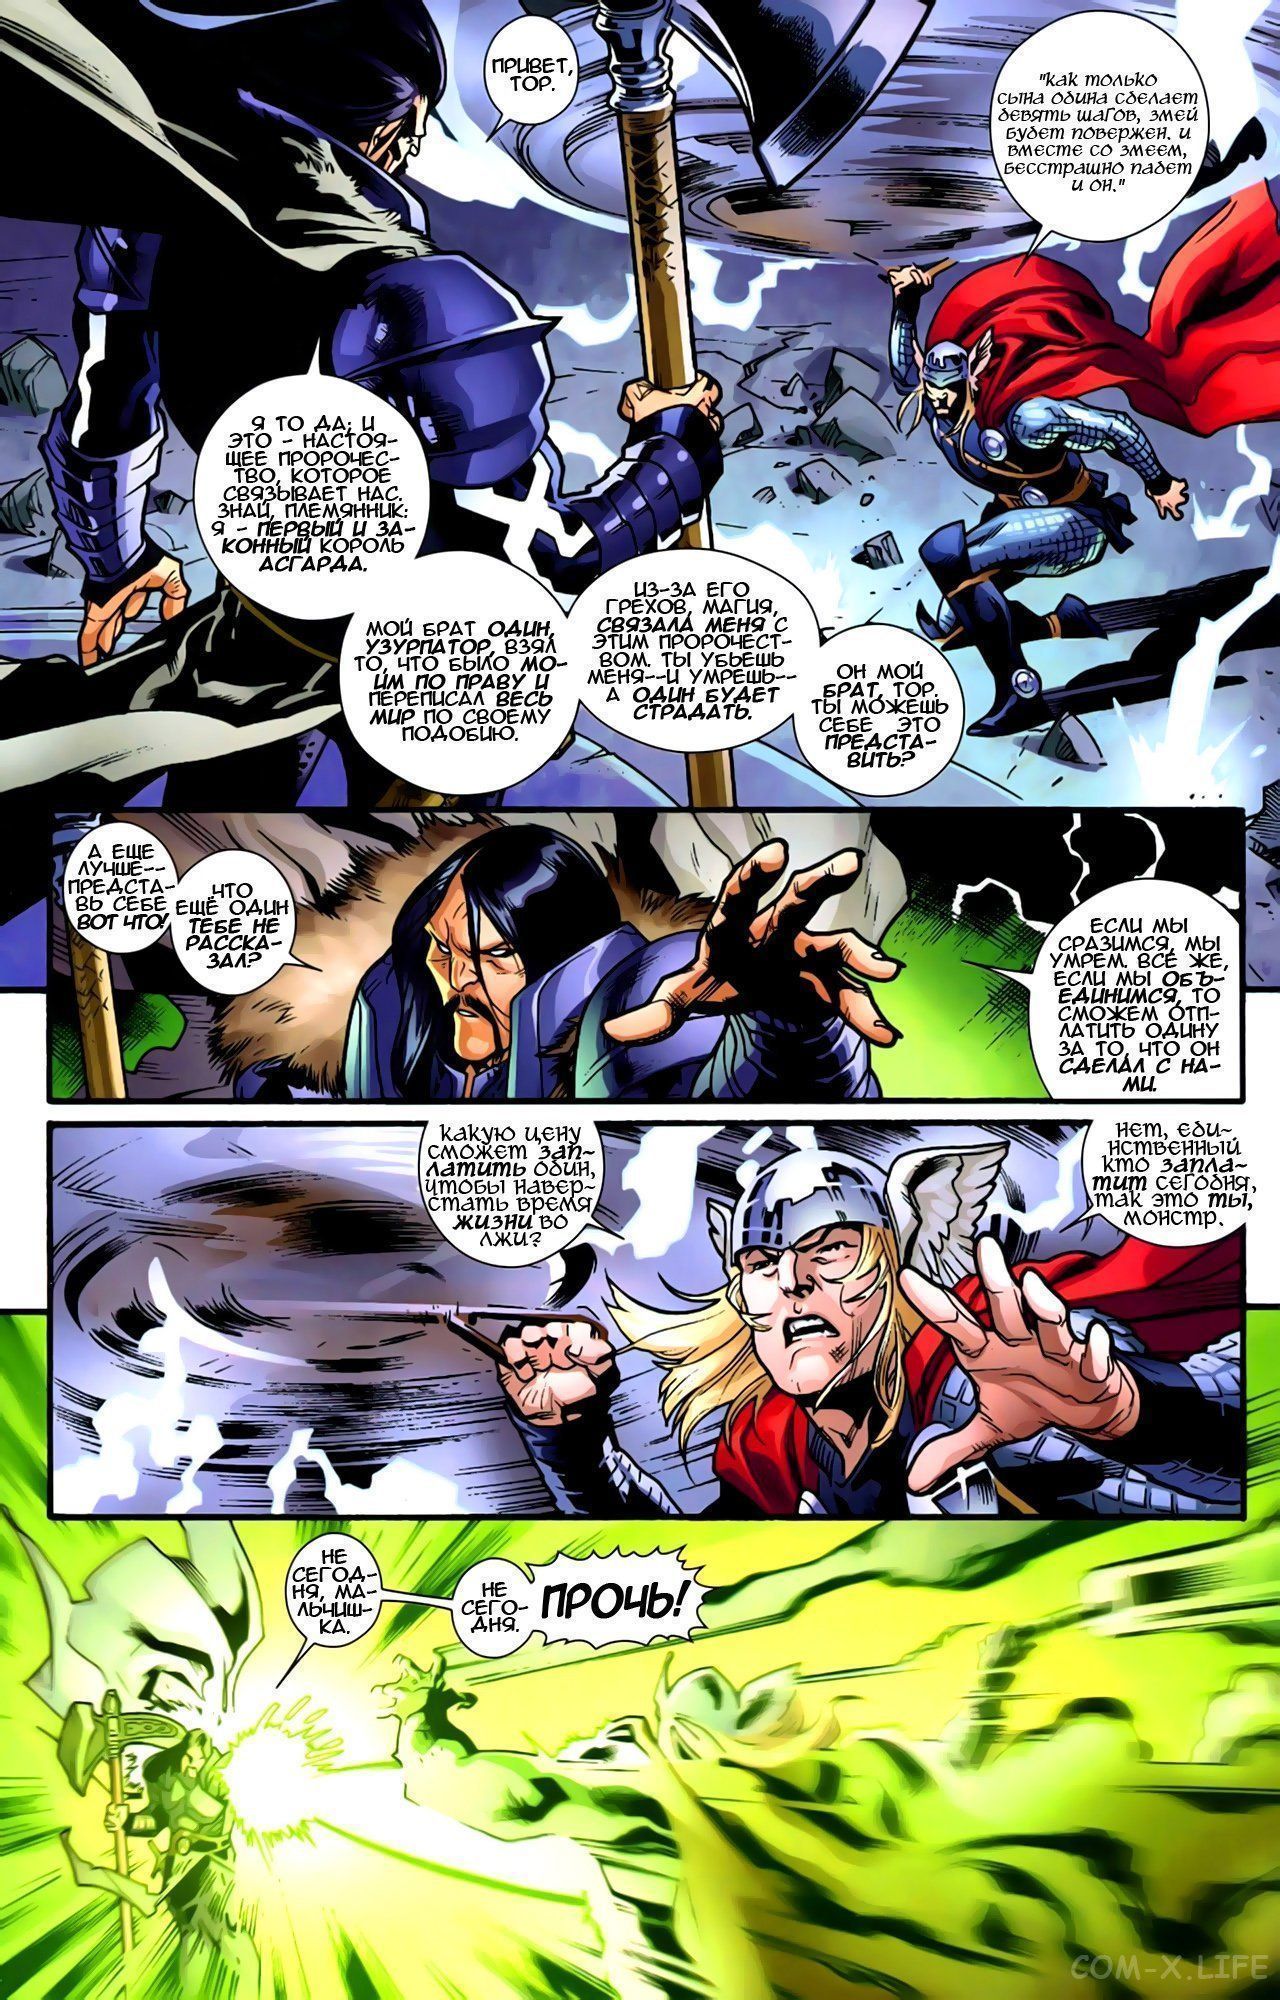 ПРИВЕТ,
ТОР.
"КАК ТОЛЬКО
СЫНА ОДИНА СДЕЛАЕТ
ДЕВЯТЬ ШАГОВ, ЗМЕЙ
БУДЕТ ПОВЕРЖЕН. И
ВМЕСТЕ СО ЗМЕЕМ,
БЕССТРАШНО ПАДЕТ
И ОН."
Я ТО ДА; И
ЭТО - НАСТОЯ-
ЩЕЕ ПРОРОЧЕС-
ТВО, КОТОРОЕ
СВЯЗЫВАЕТ НАС.
ЗНАЙ, ПЛЕМЯННИК:
Я - ПЕРВЫЙ И ЗА-
КОННЫЙ КОРОЛЬ
АСГАРДА.
МОЙ БРАТ ОДИН,
УЗУРПАТОР, ВЗЯЛ
ТО, ЧТО БЫЛО МО-
ИМ ПО ПРАВУ И
ПЕРЕПИСАЛ ВЕСЬ
МИР ПО СВОЕМУ
ПОДОБИЮ.
ИЗ-ЗА ЕГО
ГРЕХОВ, МАГИЯ,
СВЯЗАЛА МЕНЯ С
ЭТИМ ПРОРОЧЕСТ-
ВОМ. ТЫ УБЬЕШЬ
МЕНЯ--И УМРЕШЬ--
А ОДИН БУДЕТ
СТРАДАТЬ.
ОН МОЙ
БРАТ, ТОР.
ТЫ МОЖЕШЬ
СЕБЕ ЭТО
ПРЕДСТА-
ВИТЬ?
А ЕЩЕ
ЛУЧШЕ--
ПРЕДСТА-
ВЬ СЕБЕ
ВОТ ЧТО!
ЧТО
ЕЩЁ ОДИН
ТЕБЕ НЕ
РАССКА-
ЗАЛ?
ЕСЛИ МЫ
СРАЗИМСЯ, МЫ
УМРЕМ. ВСЁ ЖЕ,
ЕСЛИ МЫ ОБЪ-
ЕДИНИМСЯ, ТО
СМОЖЕМ ОТП-
ЛАТИТЬ ОДИНУ
ЗА ТО, ЧТО ОН
СДЕЛАЛ С НА-
МИ.
КАКУЮ ЦЕНУ
СМОЖЕТ ЗАП-
ЛАТИТЬ ОДИН,
ЧТОБЫ НАВЕР-
СТАТЬ ВРЕМЯ
ЖИЗНИ ВО
ЛЖИ?
НЕТ, ЕДИ-
НСТВЕННЫЙ
КТО ЗАПЛА-
ТИТ СЕГОДНЯ,
ТАК ЭТО ТЫ,
МОНСТР.
НЕ
СЕГОД-
НЯ, МА-
ЛЬЧИШ-
КА.
НЕ
СЕГО-
ДНЯ.
ПРОЧЬ!
COM-X.LIFE